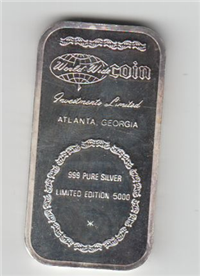 World-Wide coin
Investments Limited
ATLANTA, GEORGIA
.999 PURE SILVER
LIMITED EDITION 5000